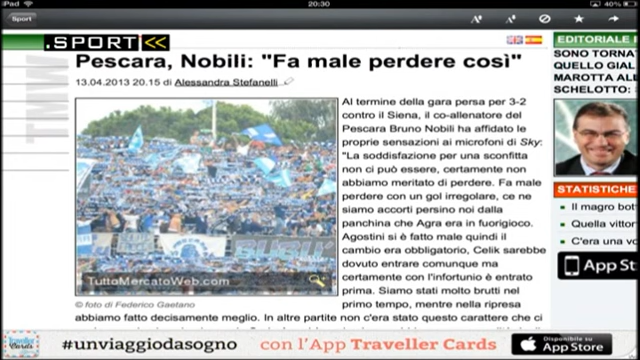 iPad
20:30
40%
Sport
.SPORT
EDITORIALE
Pescara, Nobili: "Fa male perdere così"
13.04.2013 20.15 di Alessandra Stefanelli
TMW
TuttoMercatoWeb.com
© foto di Federico Gaetano
Al termine della gara persa per 3-2
contro il Siena, il co-allenatore del
Pescara Bruno Nobili ha affidato le
proprie sensazioni ai microfoni di Sky:
"La soddisfazione per una sconfitta
non ci può essere, certamente non
abbiamo meritato di perdere. Fa male
perdere con un gol irregolare, ce ne
siamo accorti persino noi dalla
panchina che Agra era in fuorigioco.
Agostini si è fatto male quindi il
cambio era obbligatorio, Celik sarebbe
dovuto entrare comunque ma
certamente con l'infortunio è entrato
prima. Siamo stati molto brutti nel
primo tempo, mentre nella ripresa
abbiamo fatto decisamente meglio. In altre partite non c'era stato questo carattere che ci
SONO TORNAT
QUELLO GIAL
MAROTTA ALL
SCHELOTTO:
STATISTICHE
Il magro bott
Quella vittor
C'era una vo
App Stor
Traveller Cards
#unviaggiodasogno con l'App Traveller Cards
Disponibile su
App Store